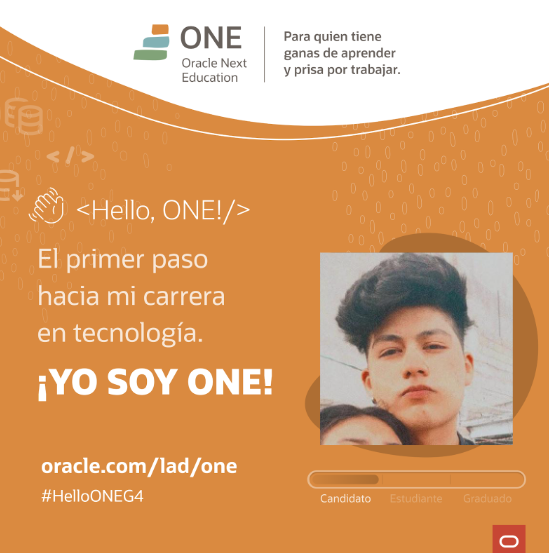 ONE
Oracle Next
Education
Para quien tiene
ganas de aprender
y prisa por trabajar.
</>
<Hello, ONE!/>
El primer paso
hacia mi carrera
en tecnología.
¡YO SOY ONE!
oracle.com/lad/one
#HelloONEG4
Candidato Estudiante Graduado